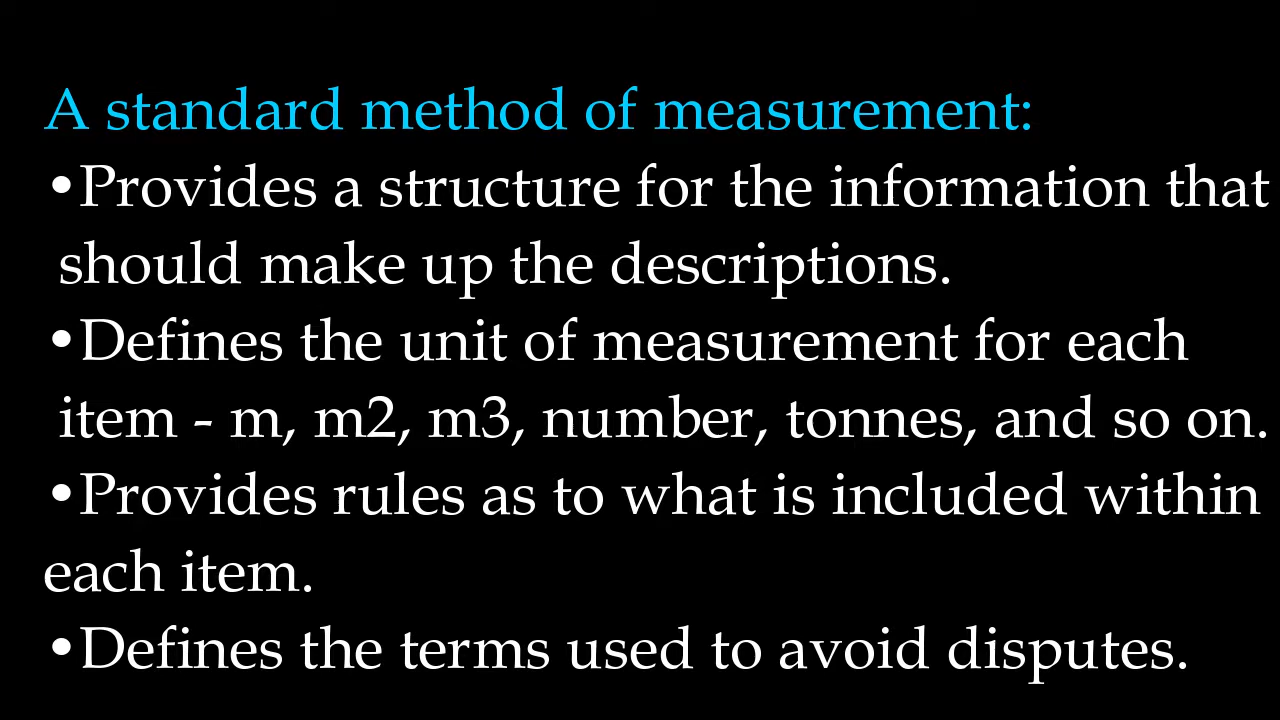 A standard method of measurement:
•Provides a structure for the information that
should make up the descriptions.
•Defines the unit of measurement for each
item - m, m2, m3, number, tonnes, and so on.
•Provides rules as to what is included within
each item.
•Defines the terms used to avoid disputes.